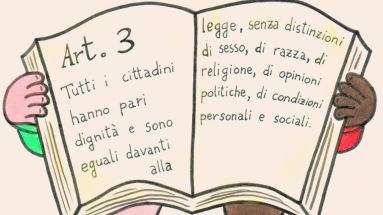 Art. 3
Tutti i cittadini
hanno pari
dignità e sono
eguali davanti
alla
legge, senza distinzioni
di sesso, di razza, di
religione, di opinioni
politiche, di condizioni
personali e sociali.